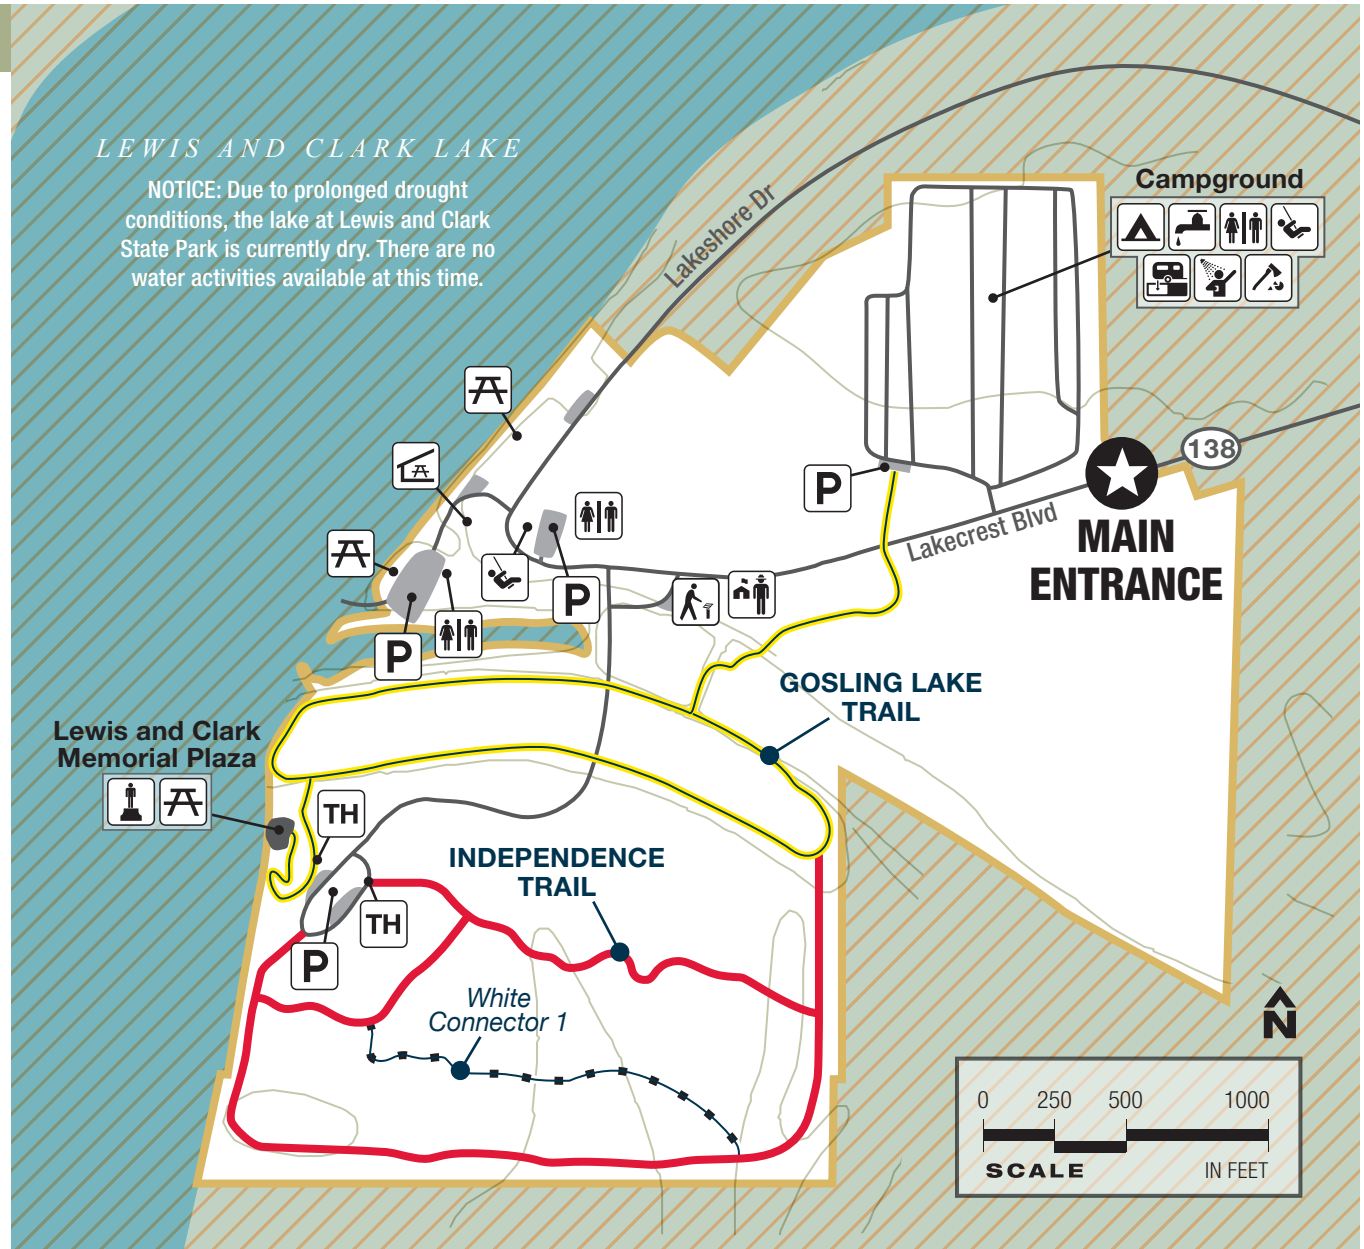 LEWIS AND CLARK LAKE
NOTICE: Due to prolonged drought
conditions, the lake at Lewis and Clark
State Park is currently dry. There are no
water activities available at this time.
Lakeshore Dr
Campground
138
P
Lakecrest Blvd
MAIN
ENTRANCE
P
P
GOSLING LAKE
TRAIL
Lewis and Clark
Memorial Plaza
TH
INDEPENDENCE
TRAIL
TH
P
White
Connector 1
N
0 250 500 1000
SCALE IN FEET